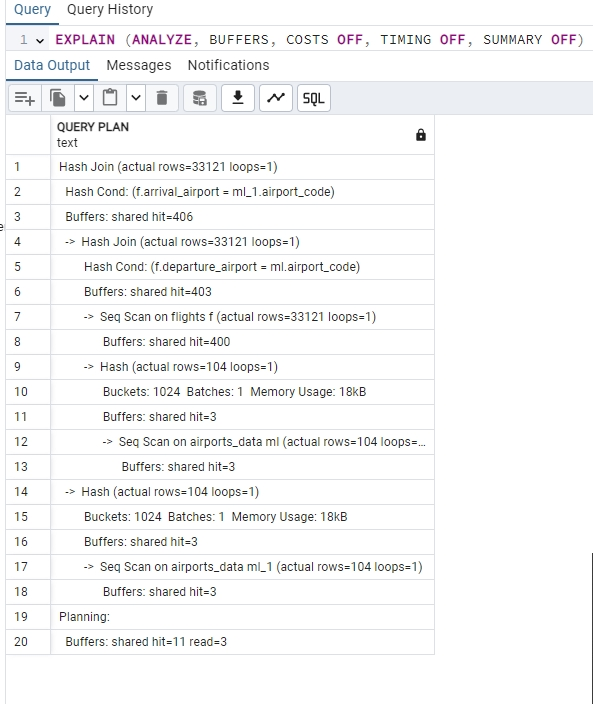 Query Query History
1 EXPLAIN (ANALYZE, BUFFERS, COSTS OFF, TIMING OFF, SUMMARY OFF)
Data Output Messages Notifications
SQL
QUERY PLAN
text
1 Hash Join (actual rows=33121 loops=1)
2 Hash Cond: (f.arrival_airport = ml_1.airport_code)
3 Buffers: shared hit=406
4 -> Hash Join (actual rows=33121 loops=1)
5 Hash Cond: (f.departure_airport = ml.airport_code)
6 Buffers: shared hit=403
7 -> Seq Scan on flights f (actual rows=33121 loops=1)
8 Buffers: shared hit=400
9 -> Hash (actual rows=104 loops=1)
10 Buckets: 1024 Batches: 1 Memory Usage: 18kB
11 Buffers: shared hit=3
12 -> Seq Scan on airports_data ml (actual rows=104 loops=...
13 Buffers: shared hit=3
14 -> Hash (actual rows=104 loops=1)
15 Buckets: 1024 Batches: 1 Memory Usage: 18kB
16 Buffers: shared hit=3
17 -> Seq Scan on airports_data ml_1 (actual rows=104 loops=1)
18 Buffers: shared hit=3
19 Planning:
20 Buffers: shared hit=11 read=3